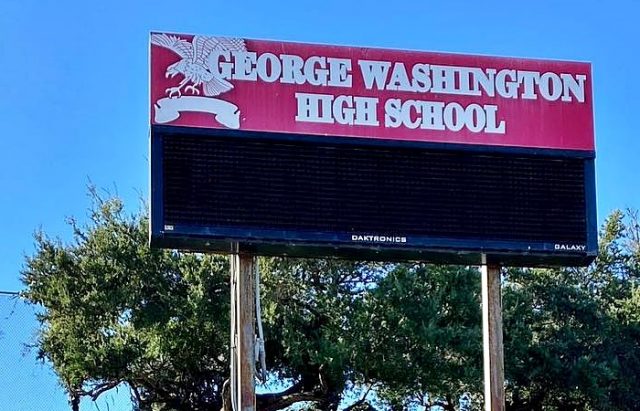 GEORGE WASHINGTON
HIGH SCHOOL
DAKTRONICS
GALAXY